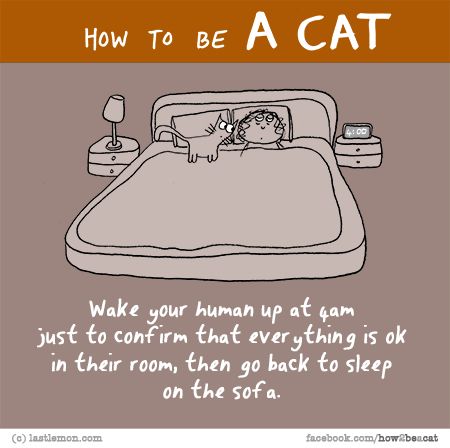 HOW TO BE A CAT
4:00
Wake your human up at 4am
just to confirm that everything is ok
in their room, then go back to sleep
on the sofa.
(c) lastlemon.com
facebook.com/how2beacat